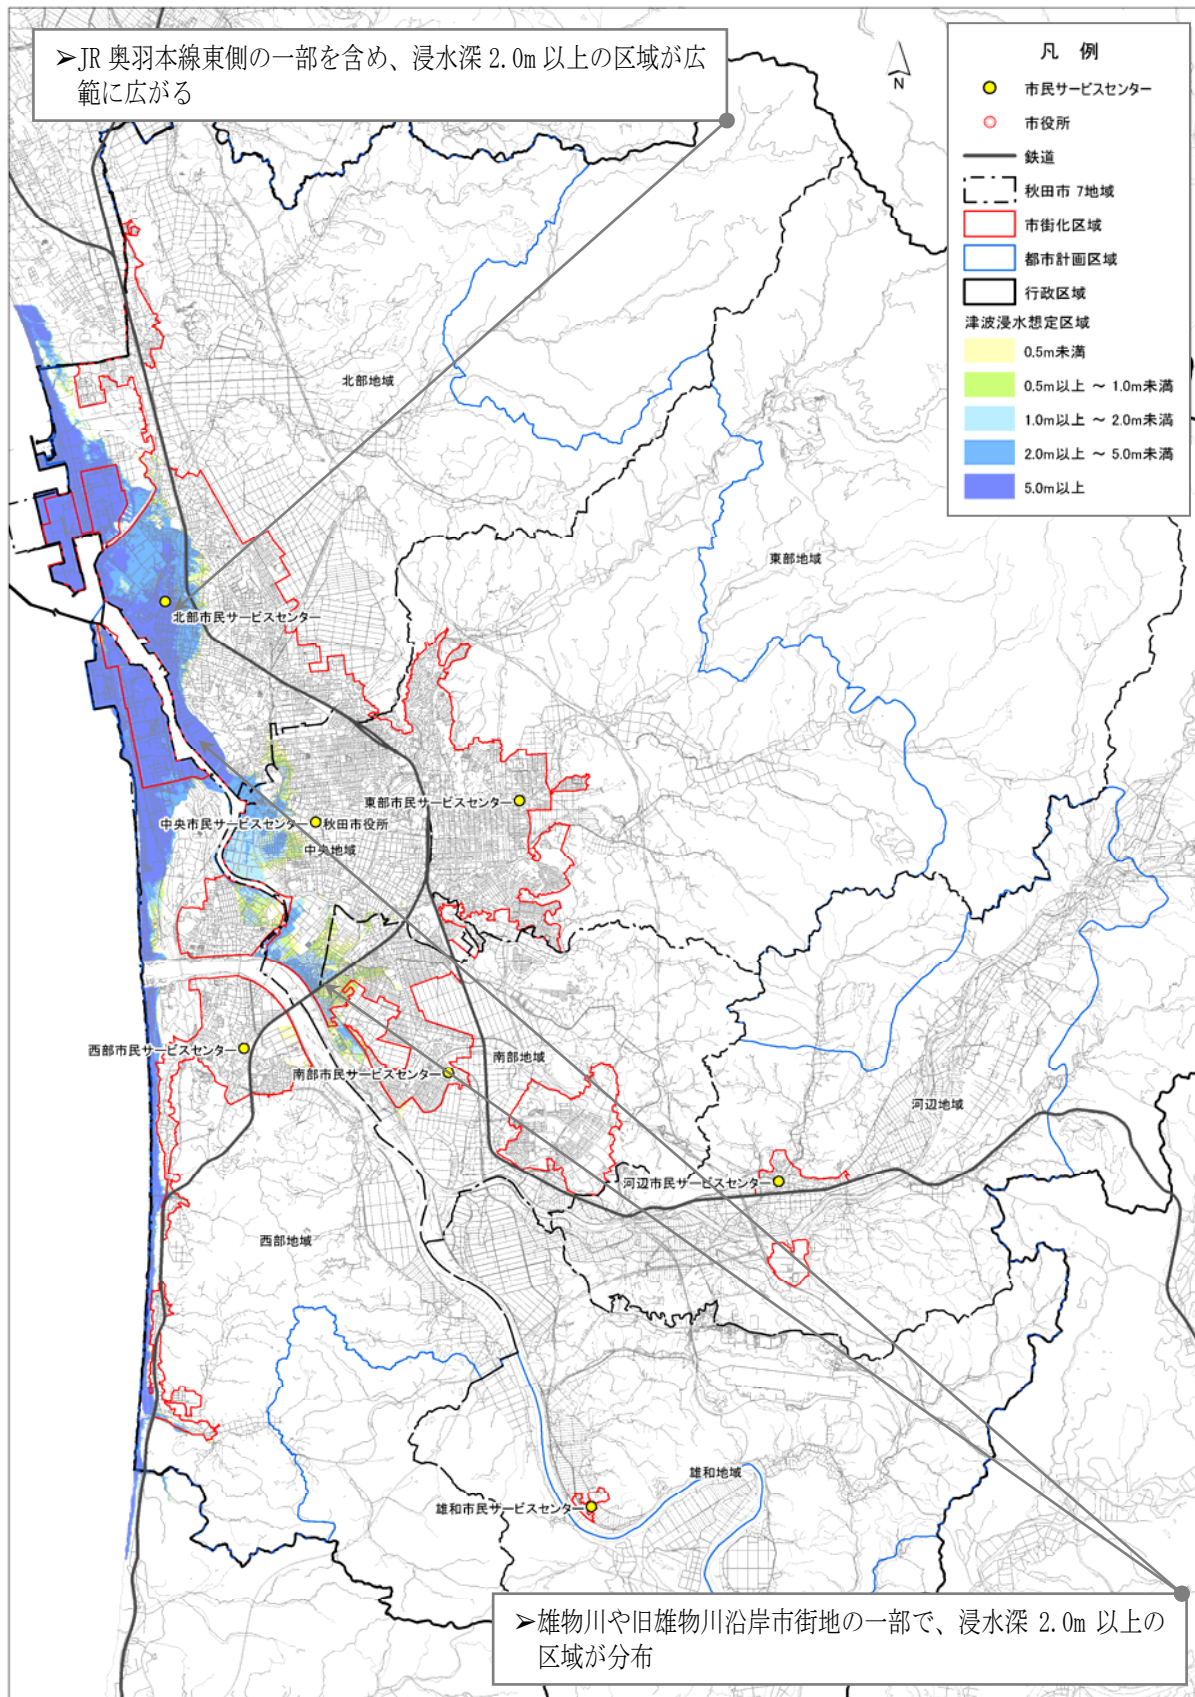 ➢JR 奥羽本線東側の一部を含め、浸水深 2.0m 以上の区域が広
範に広がる
N
凡 例
市民サービスセンター
市役所
鉄道
秋田市 7地域
市街化区域
都市計画区域
行政区域
津波浸水想定区域
0.5m未満
0.5m以上 ～ 1.0m未満
1.0m以上 ～ 2.0m未満
2.0m以上 ～ 5.0m未満
5.0m以上
北部地域
東部地域
北部市民サービスセンター
東部市民サービスセンター
中央市民サービスセンター
秋田市役所
中央地域
西部市民サービスセンター
南部地域
南部市民サービスセンター
河辺地域
河辺市民サービスセンター
西部地域
雄和地域
雄和市民サービスセンター
➢雄物川や旧雄物川沿岸市街地の一部で、浸水深 2.0m 以上の
区域が分布